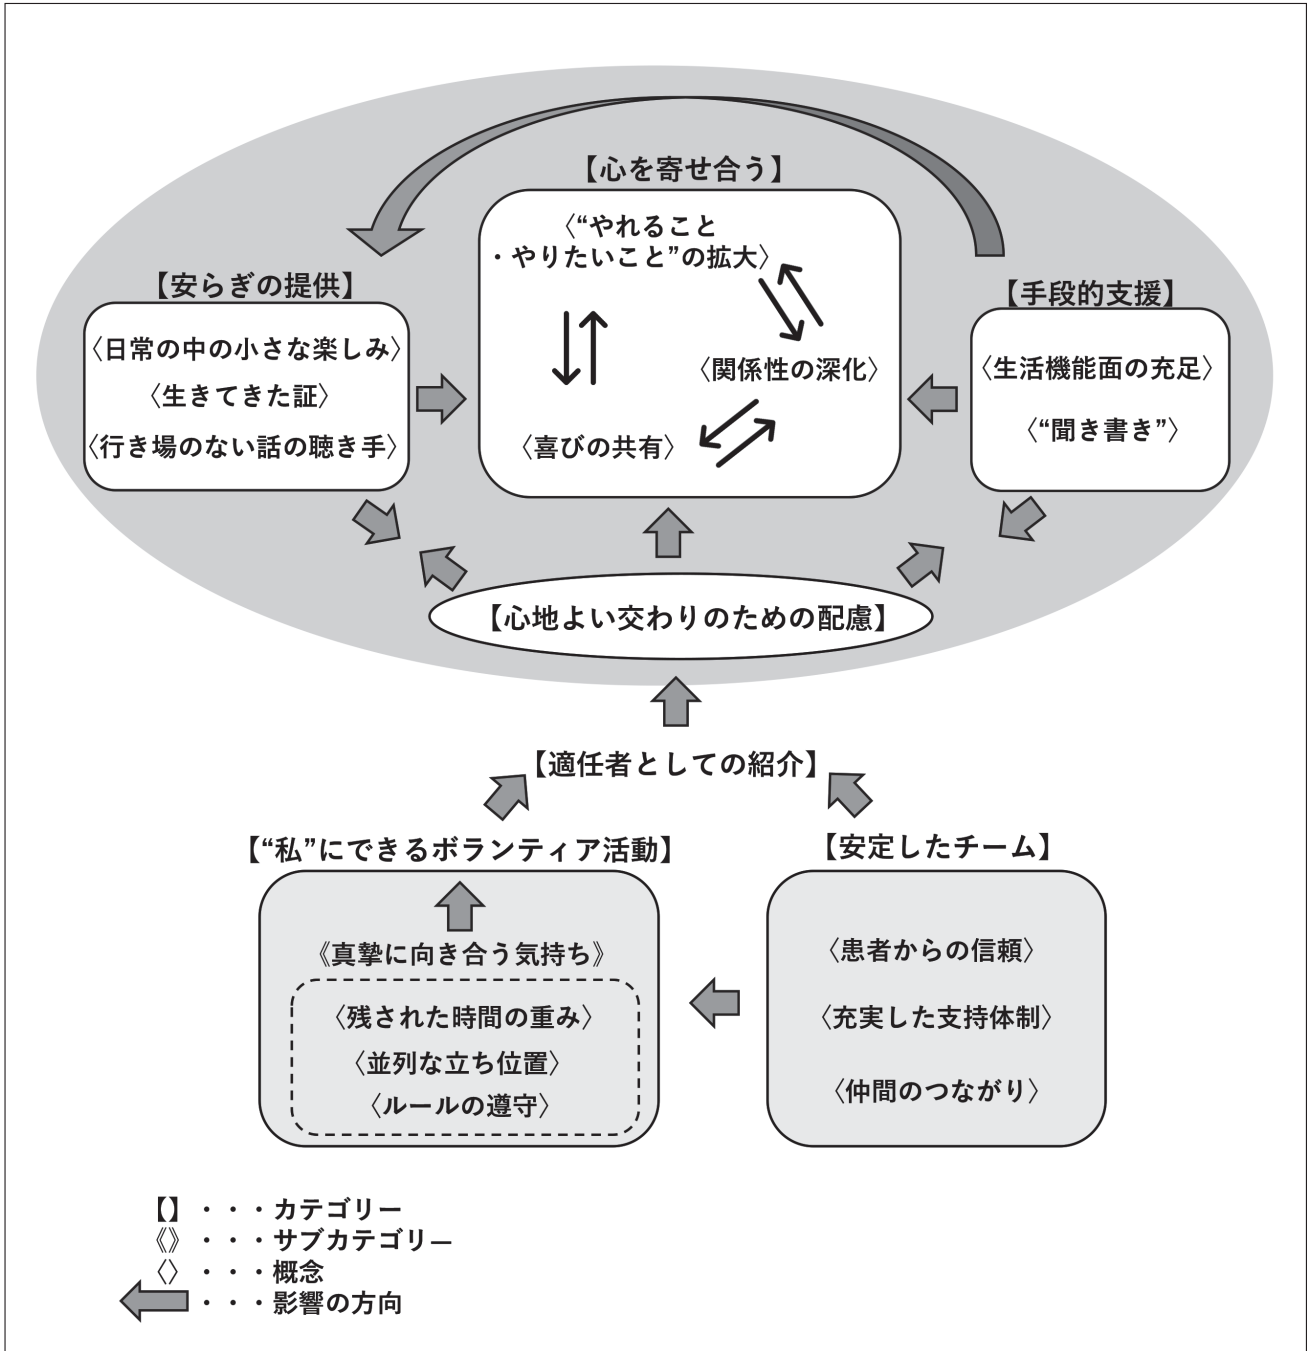 【心を寄せ合う】
〈“やれること
・やりたいこと”の拡大〉
〈関係性の深化〉
〈喜びの共有〉
【安らぎの提供】
〈日常の中の小さな楽しみ〉
〈生きてきた証〉
〈行き場のない話の聴き手〉
【手段的支援】
〈生活機能面の充足〉
〈“聞き書き”〉
【心地よい交わりのための配慮】
【適任者としての紹介】
【“私”にできるボランティア活動】
《真摯に向き合う気持ち》
〈残された時間の重み〉
〈並列な立ち位置〉
〈ルールの遵守〉
【安定したチーム】
〈患者からの信頼〉
〈充実した支持体制〉
〈仲間のつながり〉
【】・・・カテゴリー
《》・・・サブカテゴリー
〈〉・・・概念
・・・影響の方向